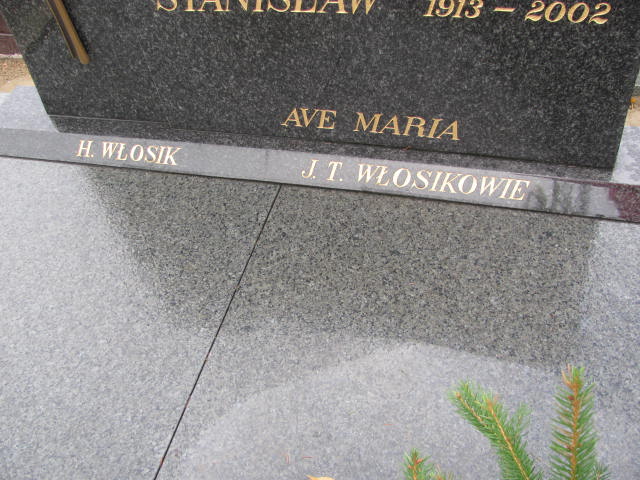 STANISŁAW 1913 – 2002
AVE MARIA
H. WŁOSIK J. T. WŁOSIKOWIE